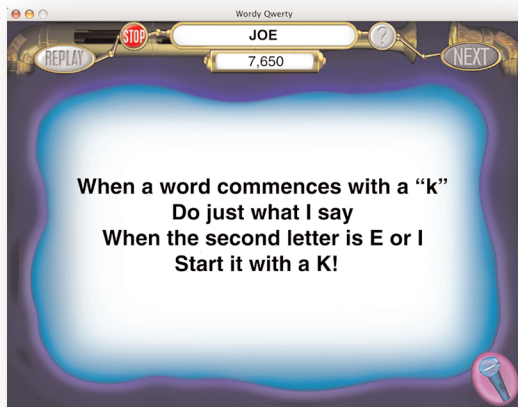 Wordy Qwerty
STOP
JOE
?
REPLAY
7,650
NEXT
When a word commences with a “k”
Do just what I say
When the second letter is E or I
Start it with a K!